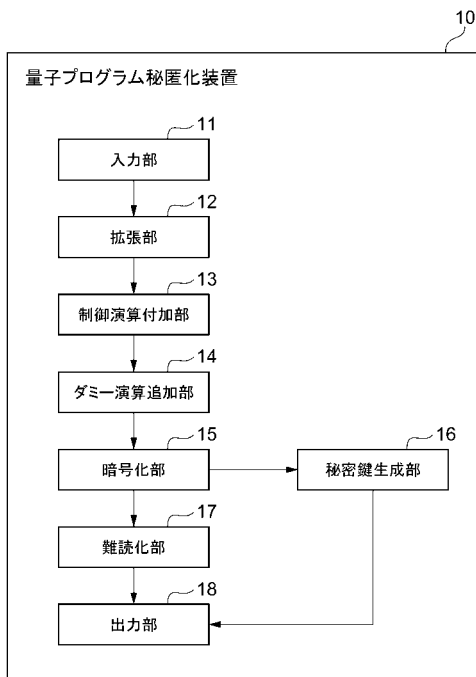 10
量子プログラム秘匿化装置
11
入力部
12
拡張部
13
制御演算付加部
14
ダミー演算追加部
15
暗号化部
16
秘密鍵生成部
17
難読化部
18
出力部